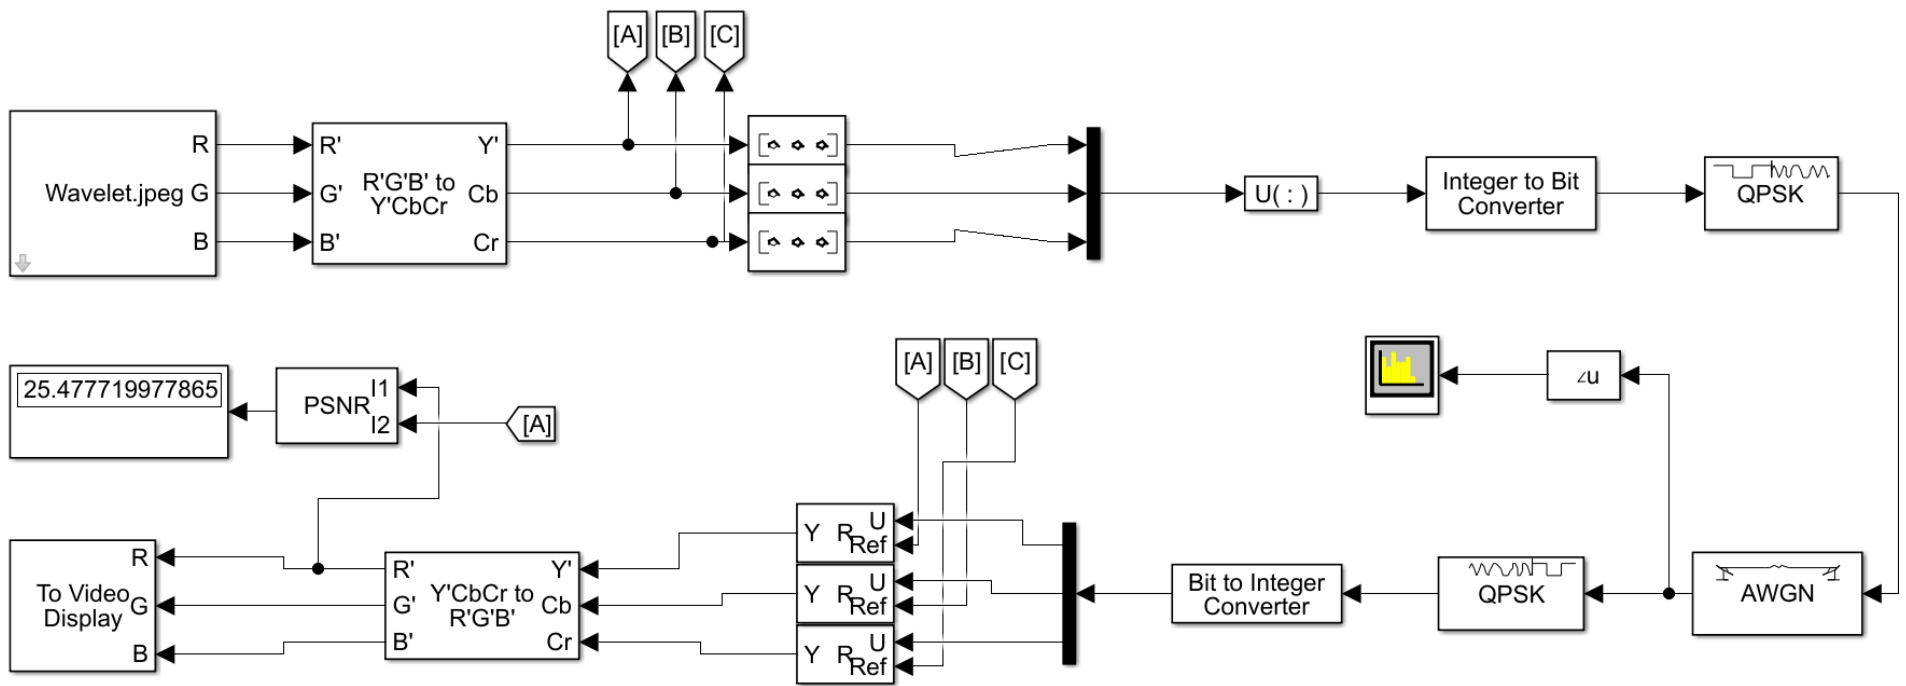 [A] [B] [C]
Wavelet.jpeg
R
G
B
R'
G'
B'
R'G'B' to
Y'CbCr
Y'
Cb
Cr
U( : )
Integer to Bit
Converter
QPSK
25.477719977865
PSNR
I1
I2
[A]
[A] [B] [C]
∠u
To Video
Display
R
G
B
R'
G'
B'
Y'CbCr to
R'G'B'
Y'
Cb
Cr
Y R U
Ref
Y R U
Ref
Y R U
Ref
Bit to Integer
Converter
QPSK
AWGN